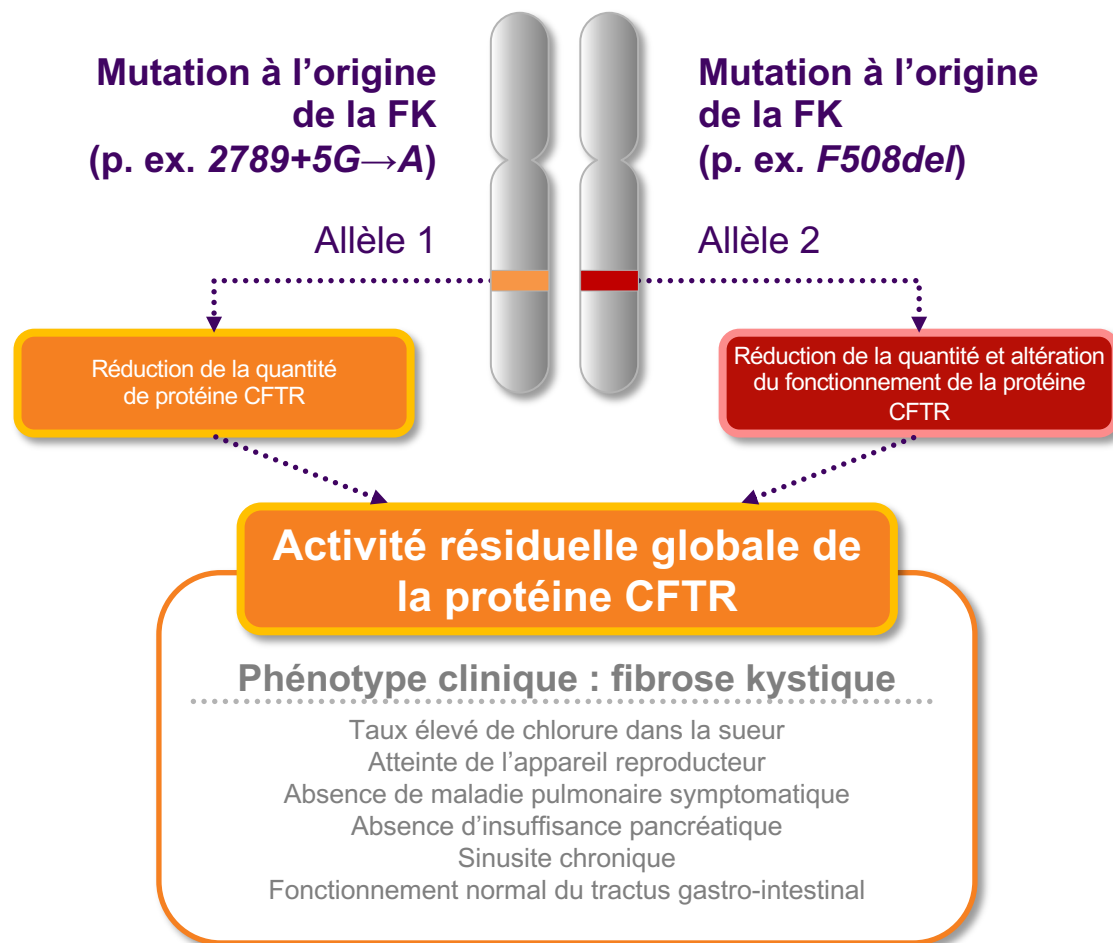 Mutation à l’origine
de la FK
(p. ex. 2789+5G→A)
Mutation à l’origine
de la FK
(p. ex. F508del)
Allèle 1
Allèle 2
Réduction de la quantité
de protéine CFTR
Réduction de la quantité et altération
du fonctionnement de la protéine
CFTR
Activité résiduelle globale de
la protéine CFTR
Phénotype clinique : fibrose kystique
Taux élevé de chlorure dans la sueur
Atteinte de l’appareil reproducteur
Absence de maladie pulmonaire symptomatique
Absence d’insuffisance pancréatique
Sinusite chronique
Fonctionnement normal du tractus gastro-intestinal